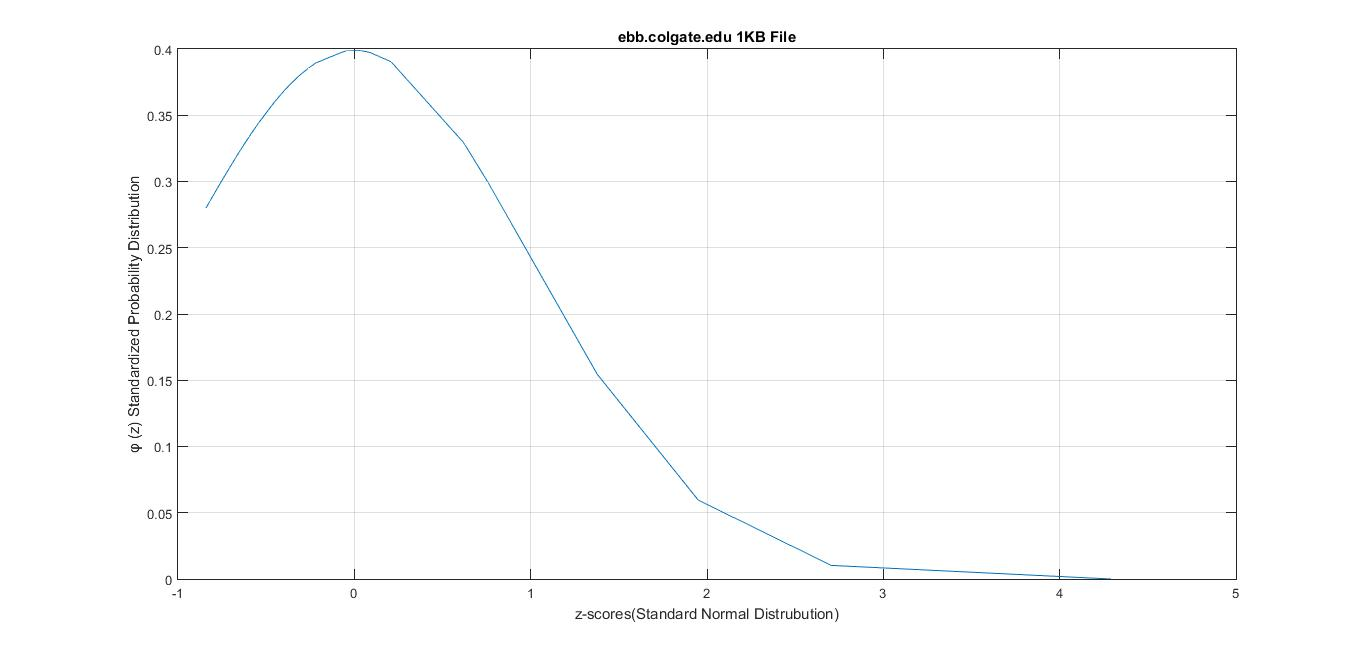 ebb.colgate.edu 1KB File
φ (z) Standardized Probability Distribution
0.4
0.35
0.3
0.25
0.2
0.15
0.1
0.05
0
-1 0 1 2 3 4 5
z-scores(Standard Normal Distrubution)